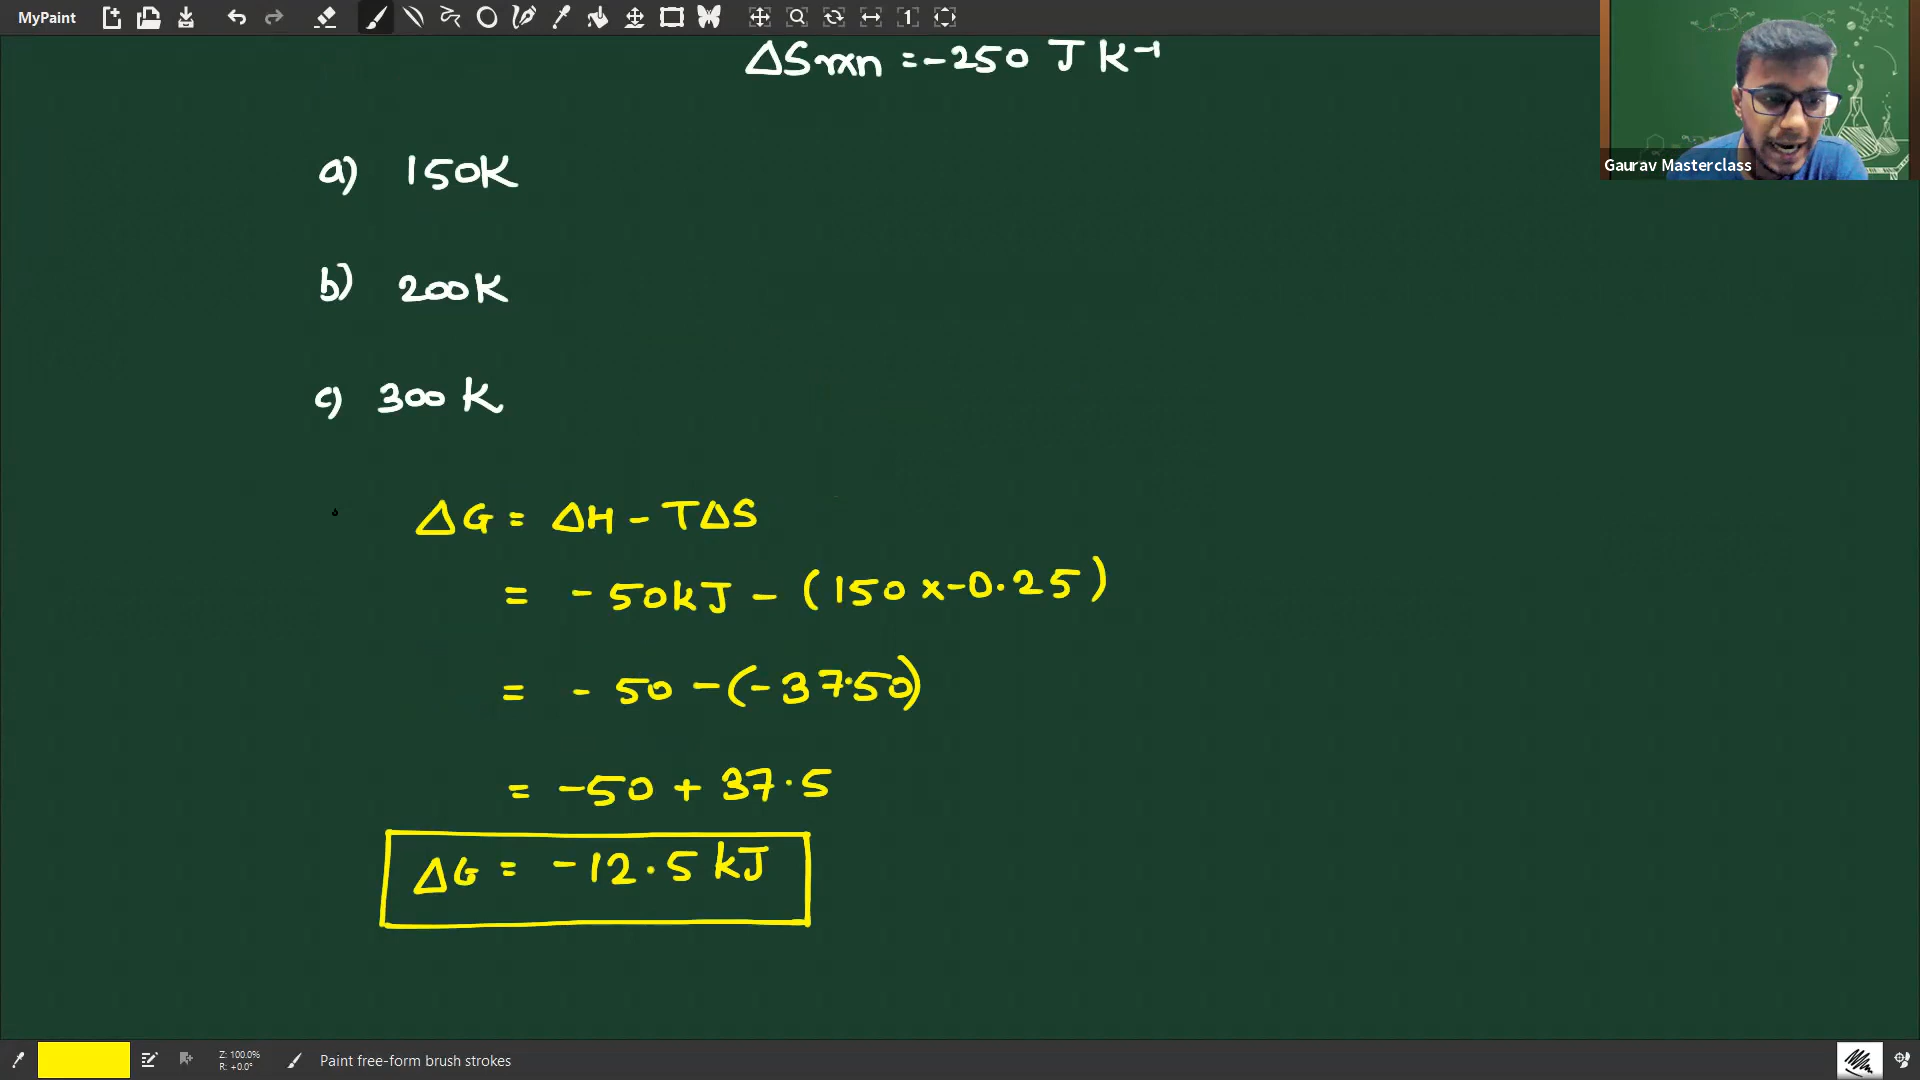 MyPaint
ΔSrxn = -250 J K⁻¹
Gaurav Masterclass
a) 150K
b) 200K
c) 300 K
ΔG = ΔH - TΔS
= -50kJ - (150 x -0.25)
= - 50 - (-37.50)
= -50 + 37.5
ΔG = -12.5 kJ
Z: 100.0%
R: +0.0°
Paint free-form brush strokes